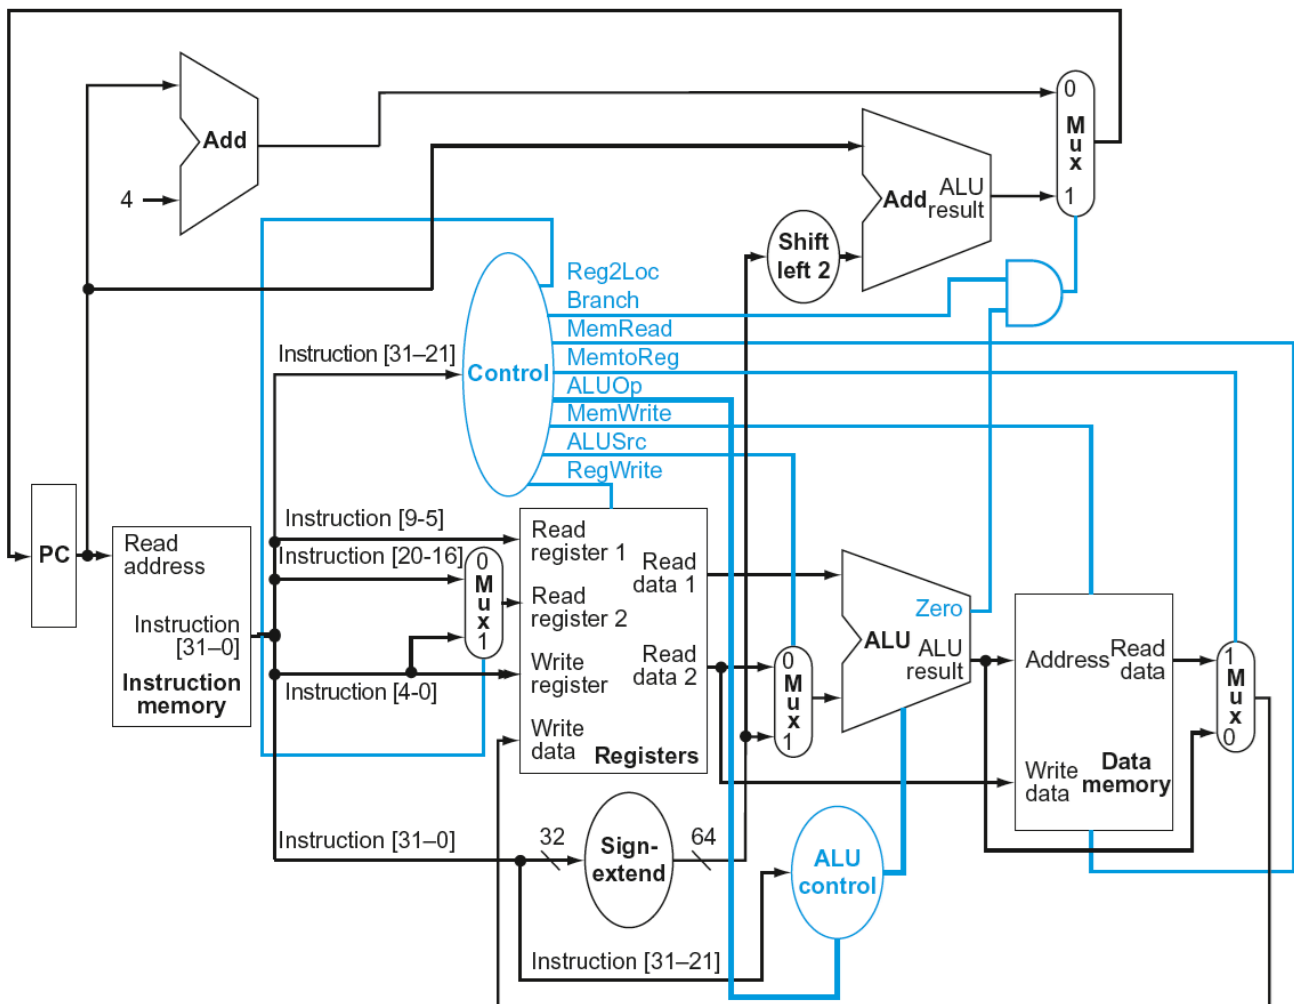 0
M
u
x
1
Add
4
Add
ALU
result
Shift
left 2
Reg2Loc
Branch
MemRead
MemtoReg
ALUOp
MemWrite
ALUSrc
RegWrite
Instruction [31–21]
Control
PC
Read
address
Instruction
[31–0]
Instruction
memory
Instruction [9-5]
Instruction [20-16]
Instruction [4-0]
0
M
u
x
1
Read
register 1
Read
register 2
Write
register
Write
data
Read
data 1
Read
data 2
Registers
0
M
u
x
1
Zero
ALU
ALU
result
Address
Read
data
Write
data
Data
memory
1
M
u
x
0
Instruction [31–0]
32
Sign-
extend
64
ALU
control
Instruction [31–21]